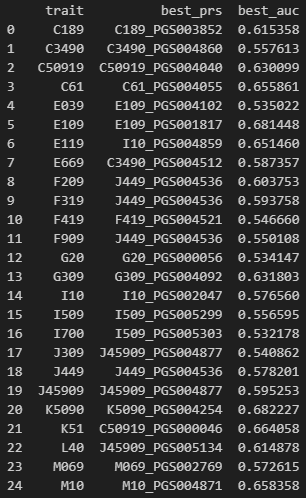 trait best_prs best_auc
0 C189 C189_PGS003852 0.615358
1 C3490 C3490_PGS004860 0.557613
2 C50919 C50919_PGS004040 0.630099
3 C61 C61_PGS004055 0.655861
4 E039 E109_PGS004102 0.535022
5 E109 E109_PGS001817 0.681448
6 E119 I10_PGS004859 0.651460
7 E669 C3490_PGS004512 0.587357
8 F209 J449_PGS004536 0.603753
9 F319 J449_PGS004536 0.593758
10 F419 F419_PGS004521 0.546660
11 F909 J449_PGS004536 0.550108
12 G20 G20_PGS000056 0.534147
13 G309 G309_PGS004092 0.631803
14 I10 I10_PGS002047 0.576560
15 I509 I509_PGS005299 0.556595
16 I700 I509_PGS005303 0.532178
17 J309 J45909_PGS004877 0.540862
18 J449 J449_PGS004536 0.578201
19 J45909 J45909_PGS004877 0.595253
20 K5090 K5090_PGS004254 0.682227
21 K51 C50919_PGS000046 0.664058
22 L40 J45909_PGS005134 0.614878
23 M069 M069_PGS002769 0.572615
24 M10 M10_PGS004871 0.658358